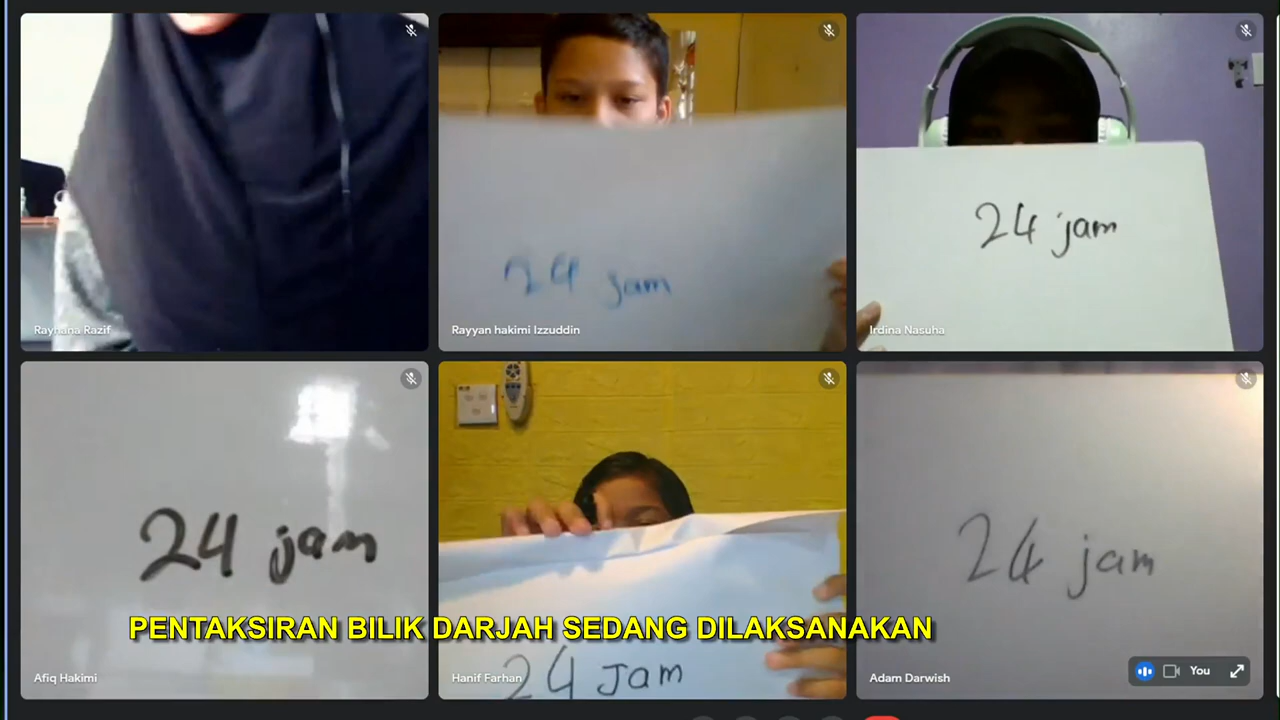 24 jam
24 jam
Rayhana Razif
Rayyan hakimi Izzuddin
Irdina Nasuha
24 jam
24 jam
PENTAKSIRAN BILIK DARJAH SEDANG DILAKSANAKAN
24 Jam
Afiq Hakimi
Hanif Farhan
Adam Darwish
You